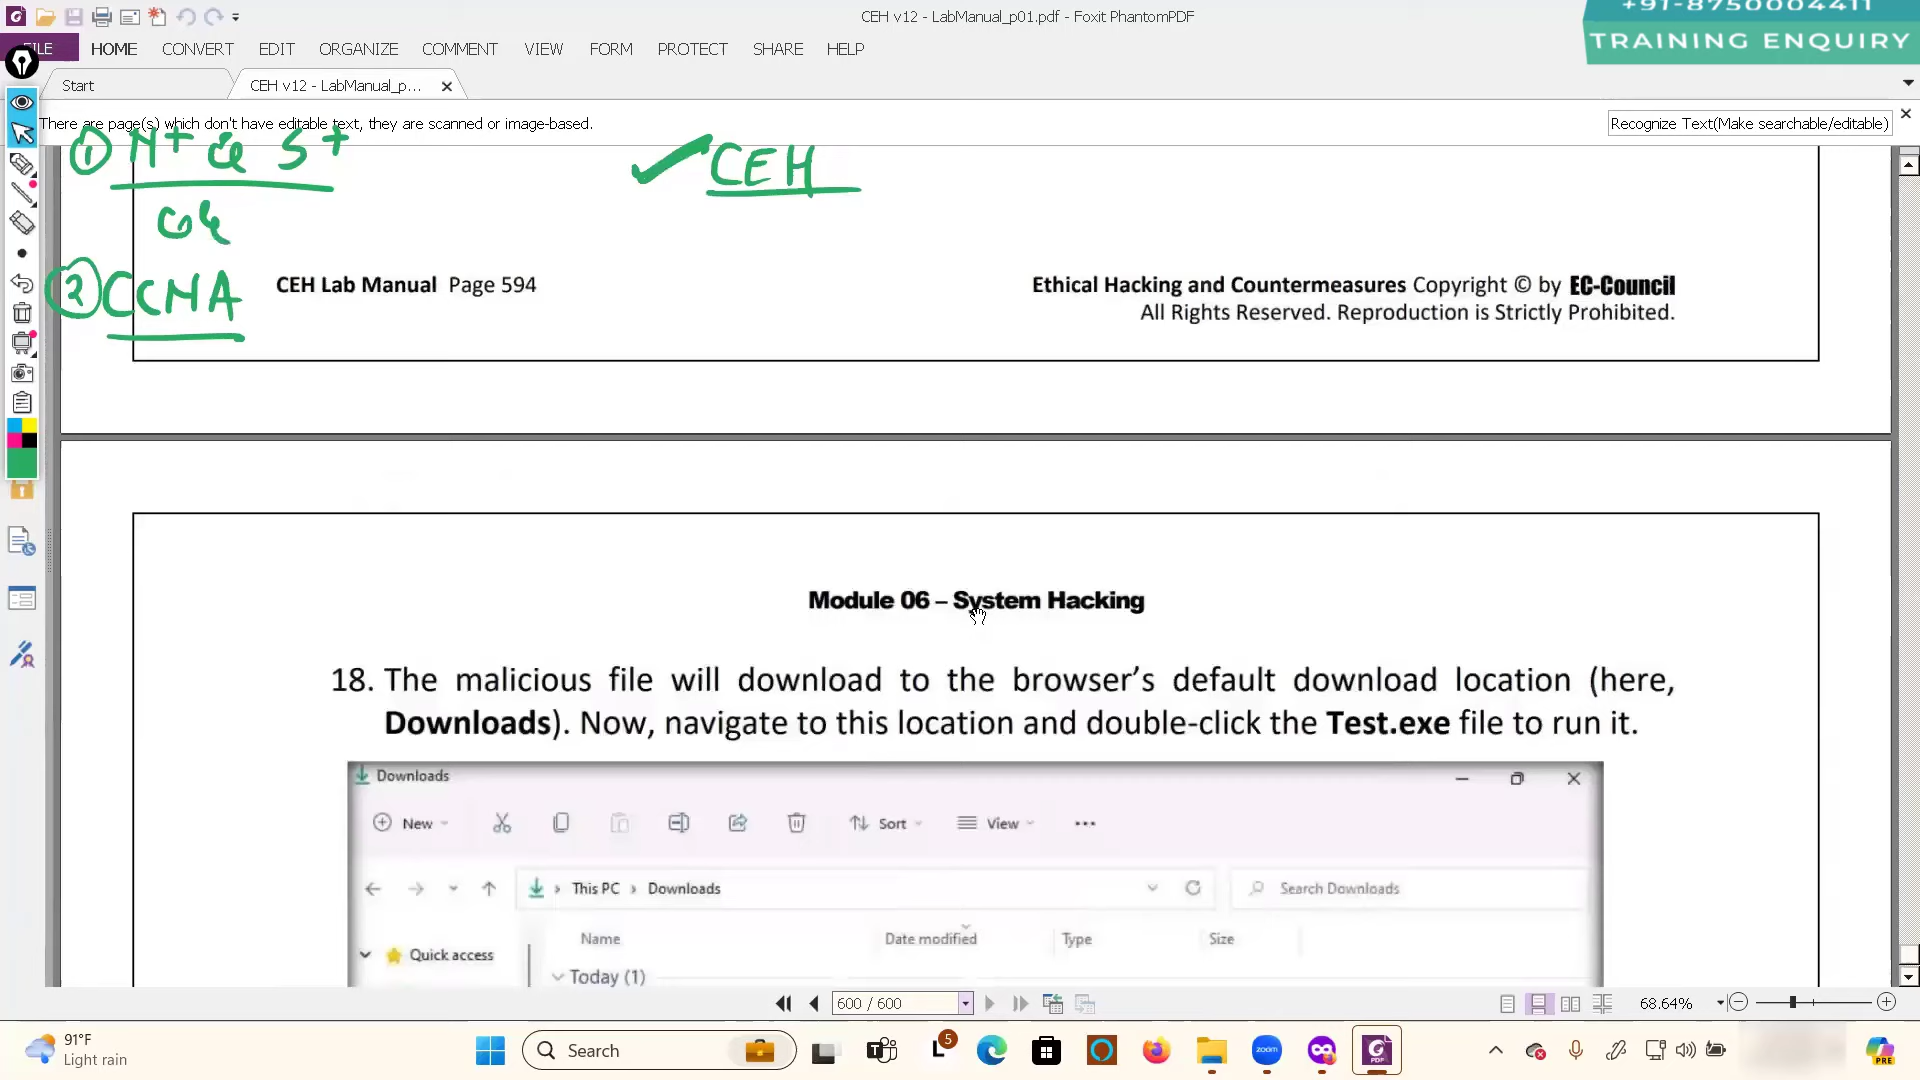 CEH v12 - LabManual_p01.pdf - Foxit PhantomPDF
+91-8750004411
TRAINING ENQUIRY
FILE HOME CONVERT EDIT ORGANIZE COMMENT VIEW FORM PROTECT SHARE HELP
Start
CEH v12 - LabManual_p...
There are page(s) which don't have editable text, they are scanned or image-based.
Recognize Text(Make searchable/editable)
① N+ & S+
CEH
② CCNA
CEH Lab Manual Page 594
Ethical Hacking and Countermeasures Copyright © by EC-Council
All Rights Reserved. Reproduction is Strictly Prohibited.
Module 06 – System Hacking
18. The malicious file will download to the browser’s default download location (here,
Downloads). Now, navigate to this location and double-click the Test.exe file to run it.
Downloads
New
Sort
View
This PC > Downloads
Search Downloads
Name
Date modified
Type
Size
Quick access
Today (1)
600 / 600
68.64%
91°F
Light rain
Search
5
zoom
PDF
PRE